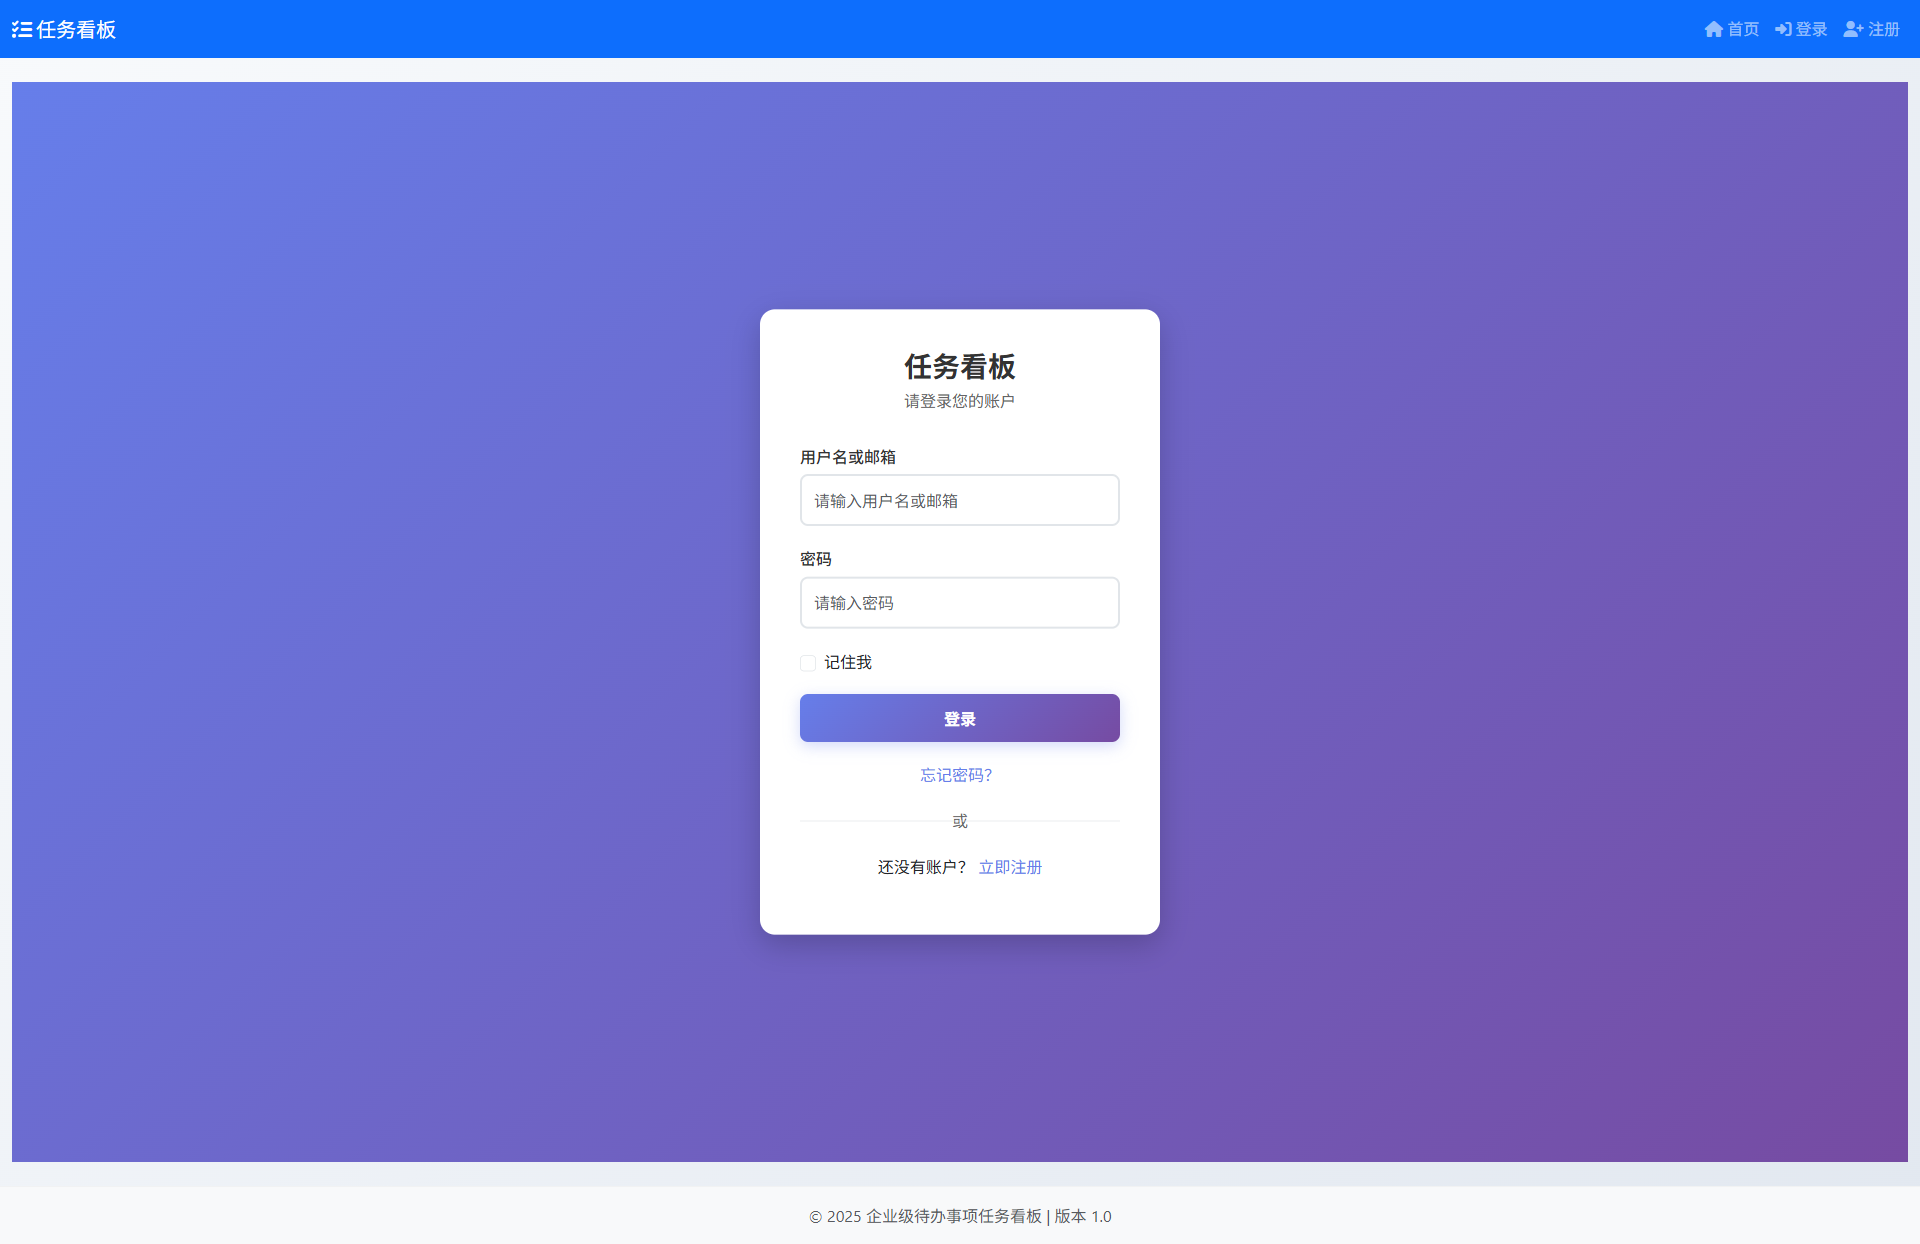 任务看板
首页 登录 注册
任务看板
请登录您的账户
用户名或邮箱
请输入用户名或邮箱
密码
请输入密码
记住我
登录
忘记密码？
或
还没有账户？ 立即注册
© 2025 企业级待办事项任务看板 | 版本 1.0